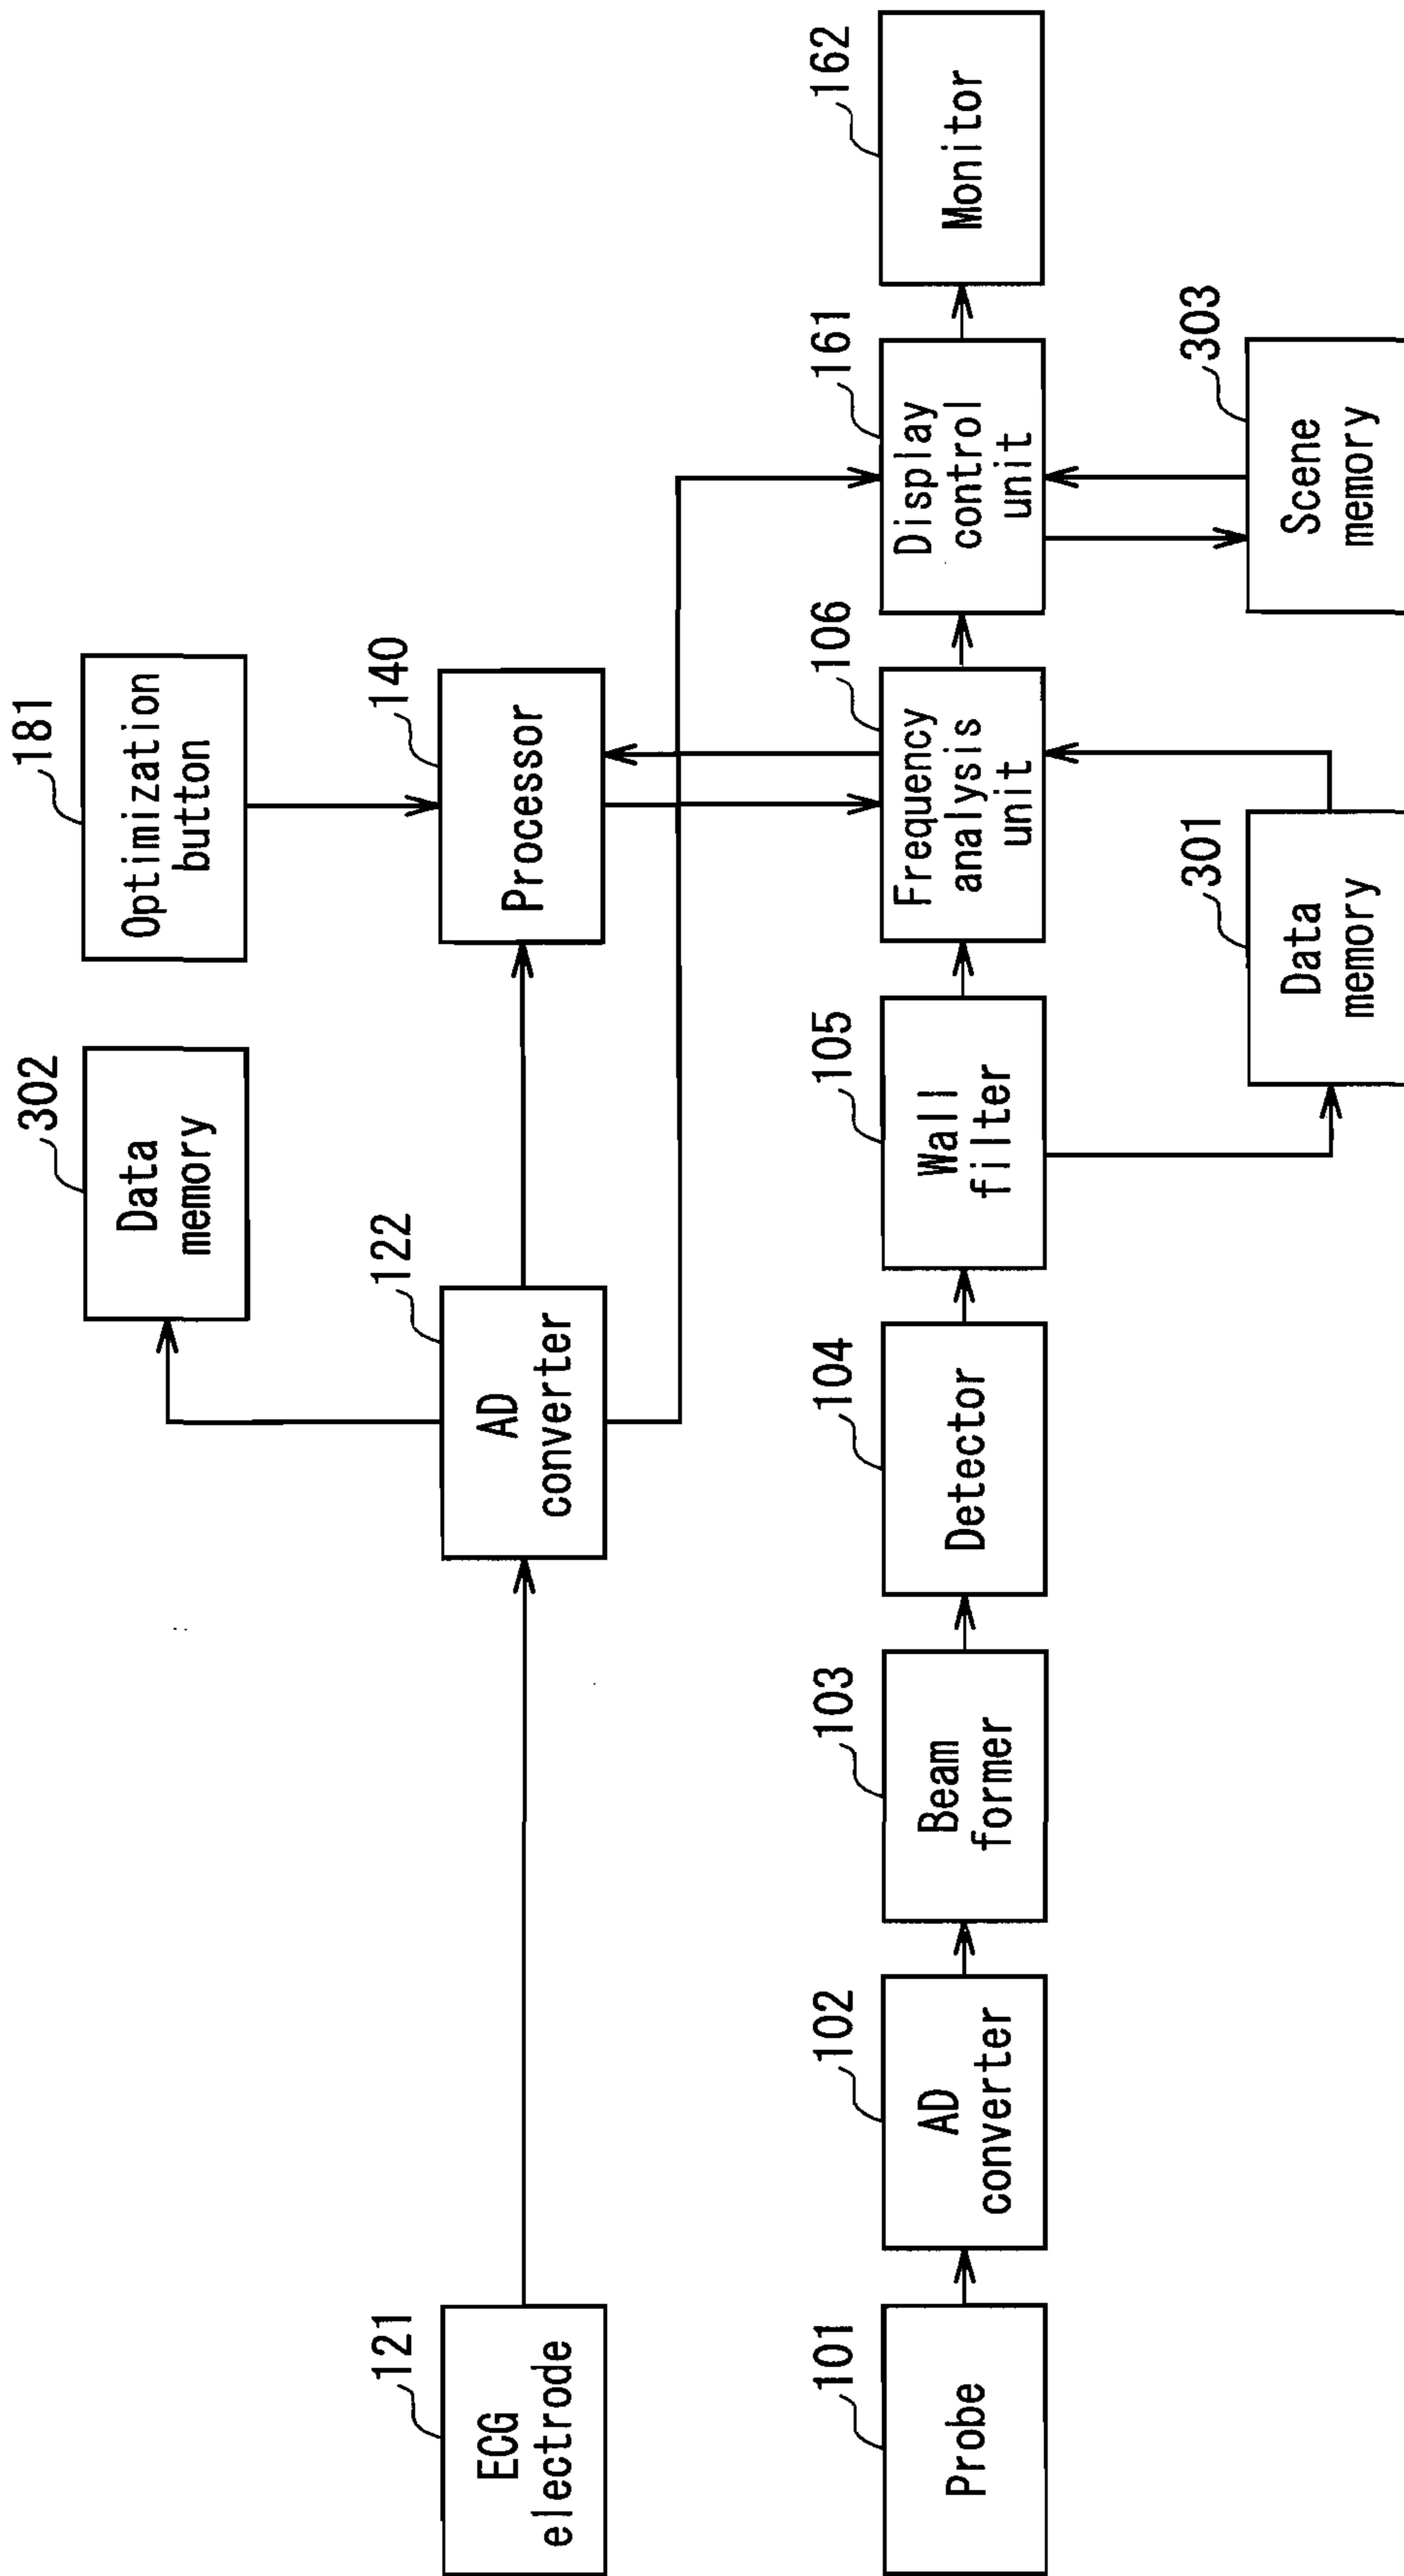 181
Optimization
button
302
Data
memory
140
Processor
122
AD
converter
121
ECG
electrode
162
Monitor
161
Display
control
unit
106
Frequency
analysis
unit
105
Wall
filter
104
Detector
103
Beam
former
102
AD
converter
101
Probe
303
Scene
memory
301
Data
memory